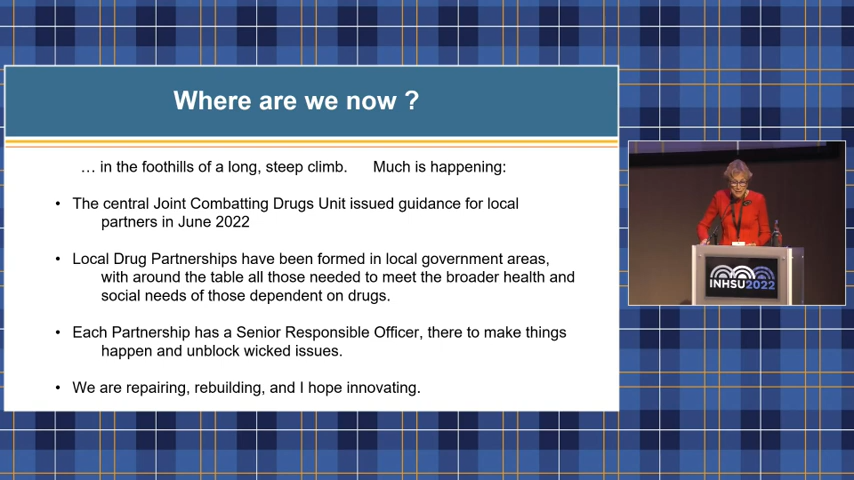 Where are we now ?
… in the foothills of a long, steep climb. Much is happening:
• The central Joint Combatting Drugs Unit issued guidance for local
partners in June 2022
• Local Drug Partnerships have been formed in local government areas,
with around the table all those needed to meet the broader health and
social needs of those dependent on drugs.
• Each Partnership has a Senior Responsible Officer, there to make things
happen and unblock wicked issues.
• We are repairing, rebuilding, and I hope innovating.
INHSU2022